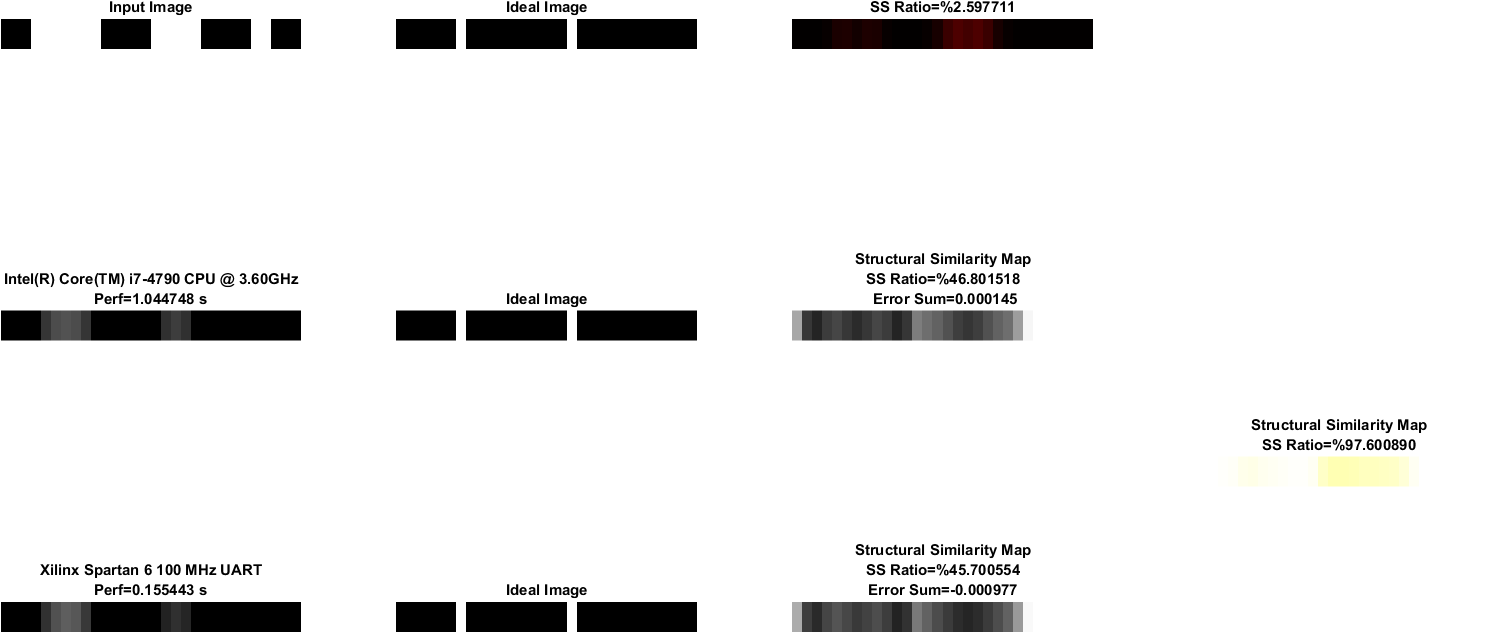 Input Image
Ideal Image
SS Ratio=%2.597711
Intel(R) Core(TM) i7-4790 CPU @ 3.60GHz
Perf=1.044748 s
Ideal Image
Structural Similarity Map
SS Ratio=%46.801518
Error Sum=0.000145
Structural Similarity Map
SS Ratio=%97.600890
Xilinx Spartan 6 100 MHz UART
Perf=0.155443 s
Ideal Image
Structural Similarity Map
SS Ratio=%45.700554
Error Sum=-0.000977